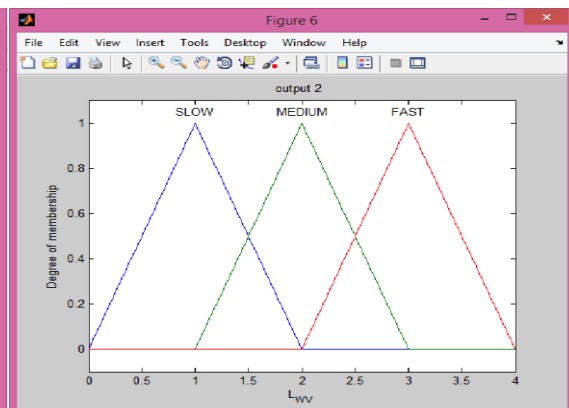 Figure 6
File Edit View Insert Tools Desktop Window Help
output 2
SLOW MEDIUM FAST
1
0.8
0.6
0.4
0.2
0
Degree of membership
0 0.5 1 1.5 2 2.5 3 3.5 4
L_WV